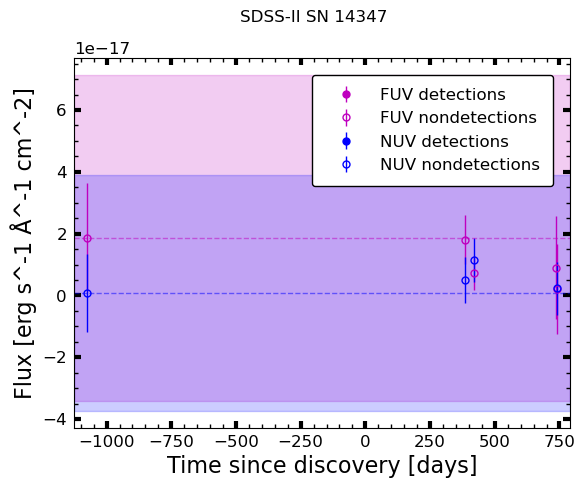 SDSS-II SN 14347
1e−17
FUV detections
FUV nondetections
NUV detections
NUV nondetections
6
4
2
0
−2
−4
Flux [erg s^-1 Å^-1 cm^-2]
−1000 −750 −500 −250 0 250 500 750
Time since discovery [days]